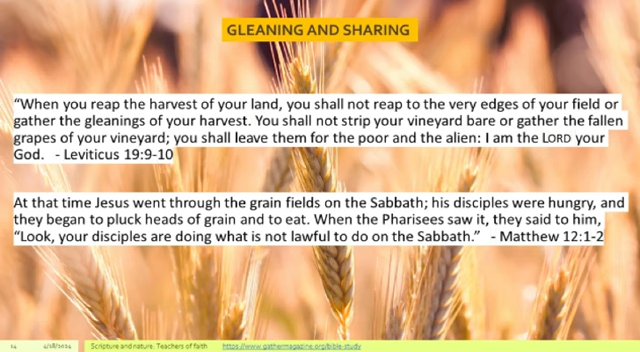 GLEANING AND SHARING
“When you reap the harvest of your land, you shall not reap to the very edges of your field or
gather the gleanings of your harvest. You shall not strip your vineyard bare or gather the fallen
grapes of your vineyard; you shall leave them for the poor and the alien: I am the LORD your
God.   - Leviticus 19:9-10
At that time Jesus went through the grain fields on the Sabbath; his disciples were hungry, and
they began to pluck heads of grain and to eat. When the Pharisees saw it, they said to him,
“Look, your disciples are doing what is not lawful to do on the Sabbath.”   - Matthew 12:1-2
14 4/18/2024 Scripture and nature: Teachers of faith https://www.gathermagazine.org/bible-study